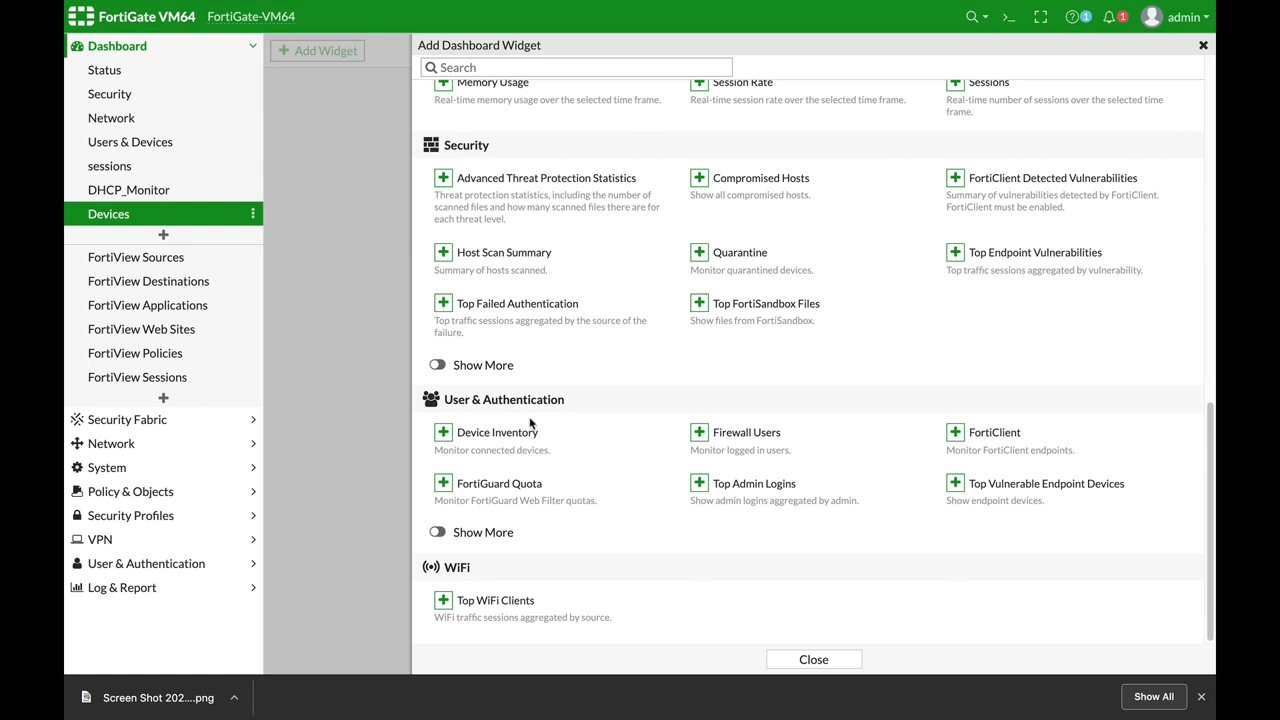 FortiGate VM64 FortiGate-VM64 >_ 1 1 admin
Dashboard
Status
Security
Network
Users & Devices
sessions
DHCP_Monitor
Devices
FortiView Sources
FortiView Destinations
FortiView Applications
FortiView Web Sites
FortiView Policies
FortiView Sessions
Security Fabric
Network
System
Policy & Objects
Security Profiles
VPN
User & Authentication
Log & Report
+ Add Widget
Add Dashboard Widget
Search
Memory Usage
Real-time memory usage over the selected time frame.
Session Rate
Real-time session rate over the selected time frame.
Sessions
Real-time number of sessions over the selected time
frame.
Security
Advanced Threat Protection Statistics
Threat protection statistics, including the number of
scanned files and how many scanned files there are for
each threat level.
Compromised Hosts
Show all compromised hosts.
FortiClient Detected Vulnerabilities
Summary of vulnerabilities detected by FortiClient.
FortiClient must be enabled.
Host Scan Summary
Summary of hosts scanned.
Quarantine
Monitor quarantined devices.
Top Endpoint Vulnerabilities
Top traffic sessions aggregated by vulnerability.
Top Failed Authentication
Top traffic sessions aggregated by the source of the
failure.
Top FortiSandbox Files
Show files from FortiSandbox.
Show More
User & Authentication
Device Inventory
Monitor connected devices.
Firewall Users
Monitor logged in users.
FortiClient
Monitor FortiClient endpoints.
FortiGuard Quota
Monitor FortiGuard Web Filter quotas.
Top Admin Logins
Show admin logins aggregated by admin.
Top Vulnerable Endpoint Devices
Show endpoint devices.
Show More
WiFi
Top WiFi Clients
WiFi traffic sessions aggregated by source.
Close
Screen Shot 202....png
Show All